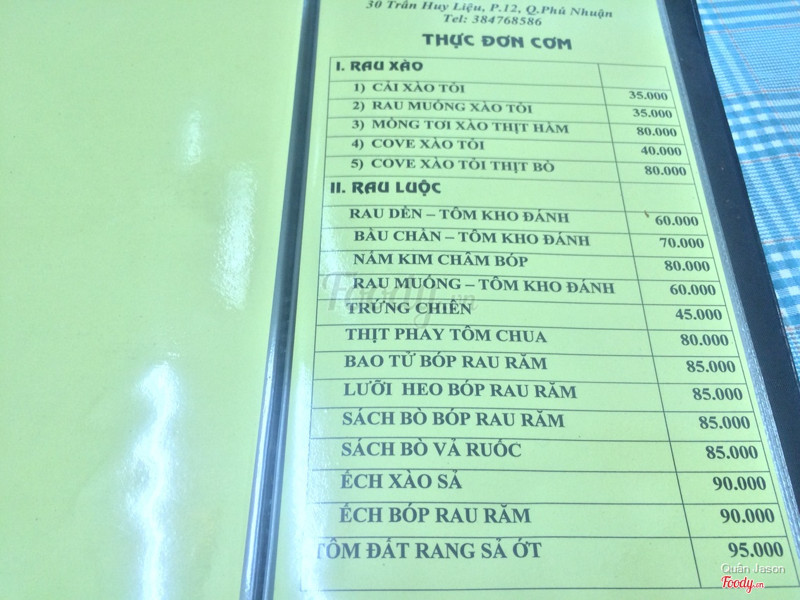 30 Trần Huy Liệu, P.12, Q.Phú Nhuận
Tel: 384768586
THỰC ĐƠN CƠM
I. RAU XÀO
1) CẢI XÀO TỎI 35.000
2) RAU MUỐNG XÀO TỎI 35.000
3) MỒNG TƠI XÀO THỊT HẦM 80.000
4) COVE XÀO TỎI 40.000
5) COVE XÀO TỎI THỊT BÒ 80.000
II. RAU LUỘC
RAU DỀN – TÔM KHO ĐÁNH 60.000
BẦU CHẦN – TÔM KHO ĐÁNH 70.000
NẤM KIM CHÂM BÓP 80.000
RAU MUỐNG – TÔM KHO ĐÁNH 60.000
TRỨNG CHIÊN 45.000
THỊT PHAY TÔM CHUA 80.000
BAO TỬ BÓP RAU RĂM 85.000
LƯỠI HEO BÓP RAU RĂM 85.000
SÁCH BÒ BÓP RAU RĂM 85.000
SÁCH BÒ VẢ RUỐC 85.000
ẾCH XÀO SẢ 90.000
ẾCH BÓP RAU RĂM 90.000
TÔM ĐẤT RANG SẢ ỚT 95.000
Foody.vn
Quấn Jason
Foody.vn